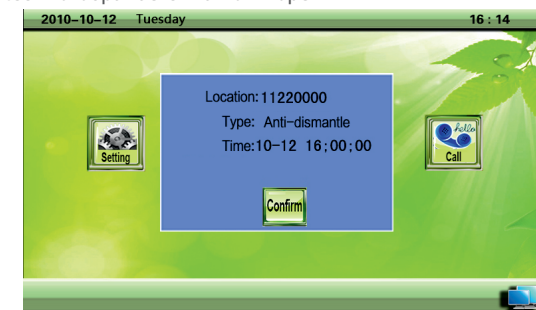 2010-10-12 Tuesday 16 : 14
Location: 11220000
Type: Anti-dismantle
Time:10-12 16;00;00
Setting
hello
Call
Confirm